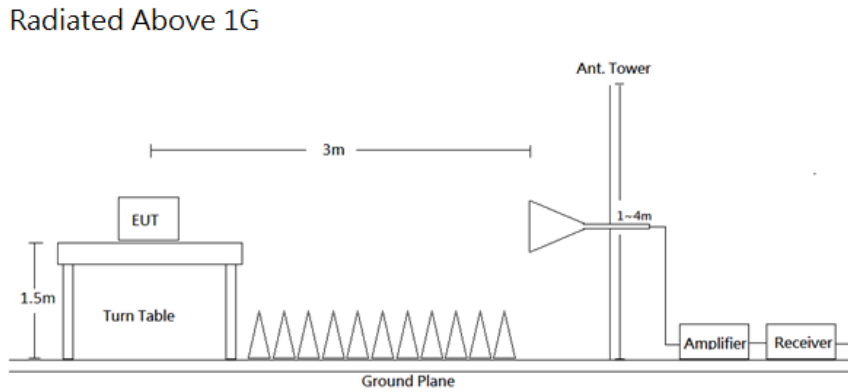 Radiated Above 1G
Ant. Tower
3m
EUT
1~4m
1.5m
Turn Table
Amplifier
Receiver
Ground Plane